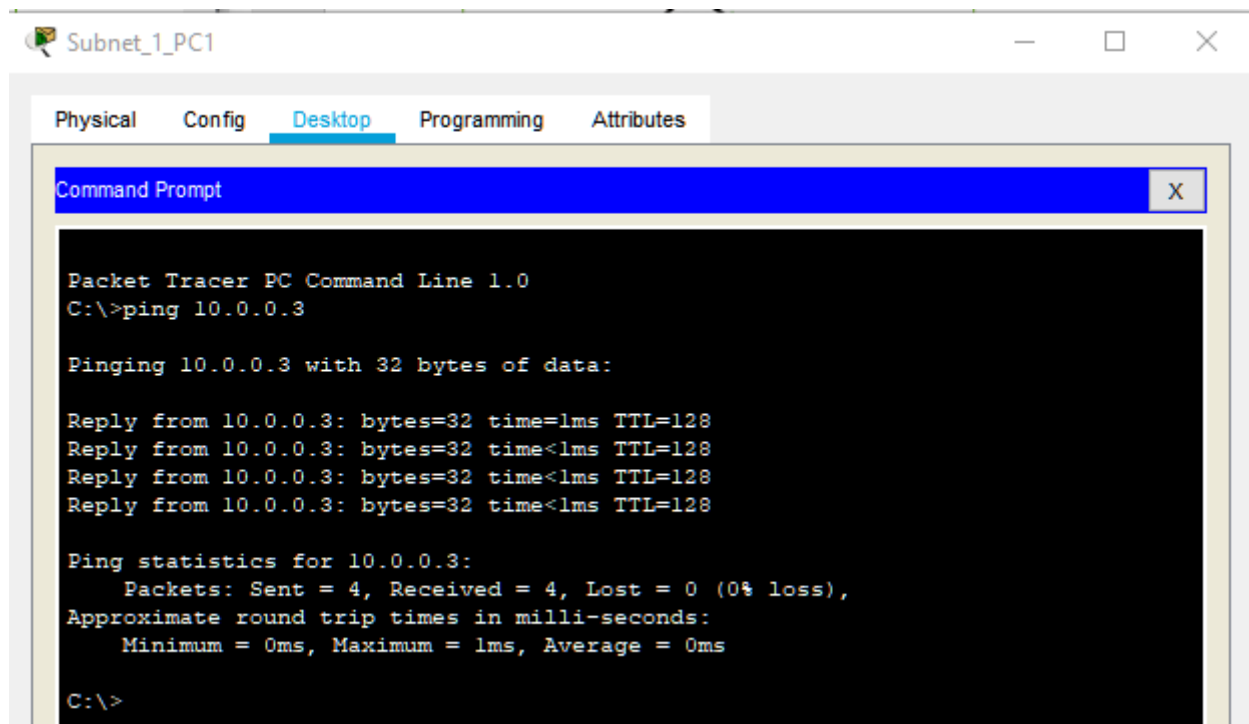 Subnet_1_PC1
Physical Config Desktop Programming Attributes
Command Prompt X
Packet Tracer PC Command Line 1.0
C:\>ping 10.0.0.3
Pinging 10.0.0.3 with 32 bytes of data:
Reply from 10.0.0.3: bytes=32 time=1ms TTL=128
Reply from 10.0.0.3: bytes=32 time<1ms TTL=128
Reply from 10.0.0.3: bytes=32 time<1ms TTL=128
Reply from 10.0.0.3: bytes=32 time<1ms TTL=128
Ping statistics for 10.0.0.3:
Packets: Sent = 4, Received = 4, Lost = 0 (0% loss),
Approximate round trip times in milli-seconds:
Minimum = 0ms, Maximum = 1ms, Average = 0ms
C:\>